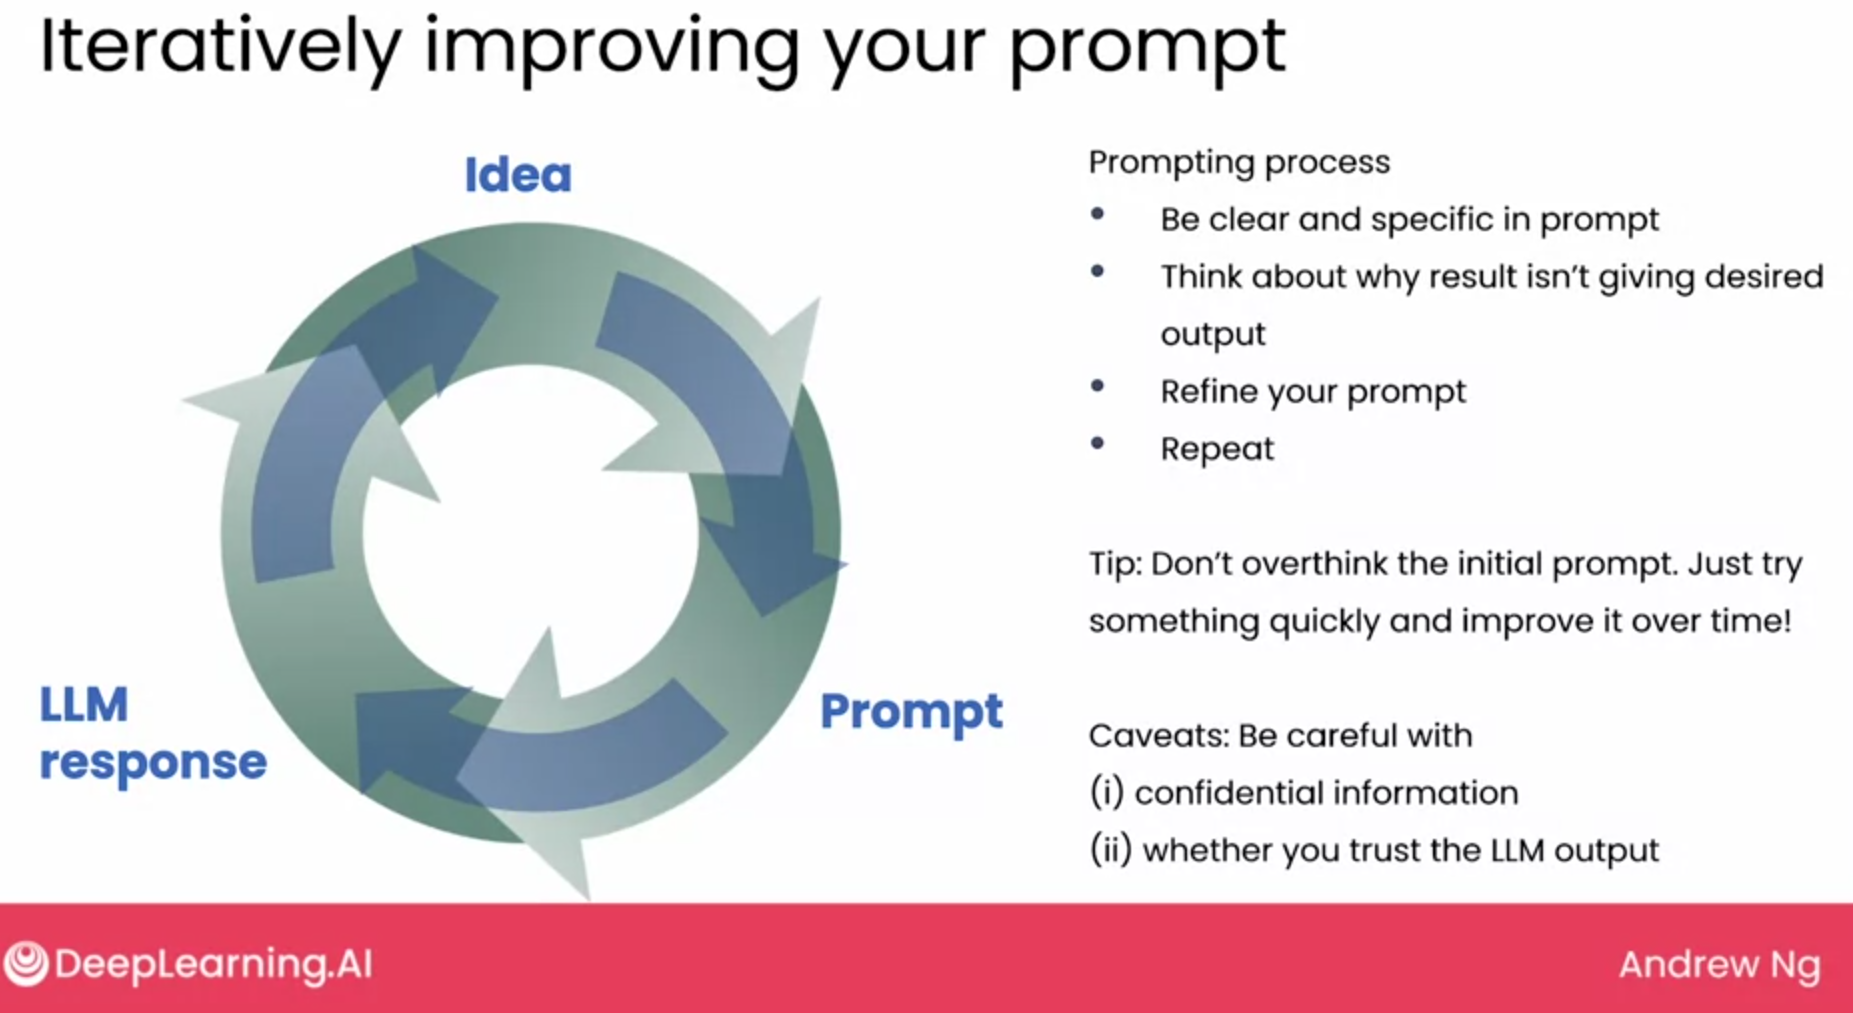 Iteratively improving your prompt
Idea
LLM
response
Prompt
Prompting process
• Be clear and specific in prompt
• Think about why result isn’t giving desired
output
• Refine your prompt
• Repeat
Tip: Don’t overthink the initial prompt. Just try
something quickly and improve it over time!
Caveats: Be careful with
(i) confidential information
(ii) whether you trust the LLM output
DeepLearning.AI
Andrew Ng